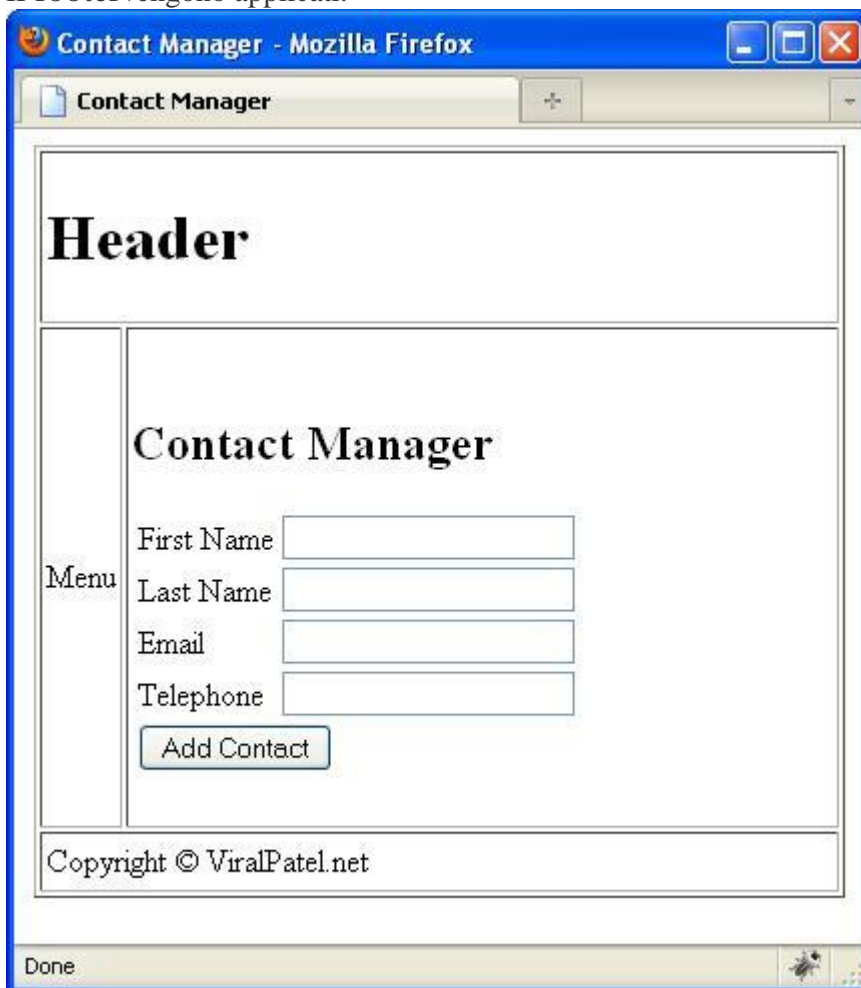 Contact Manager - Mozilla Firefox
Contact Manager
Header
Menu
Contact Manager
First Name
Last Name
Email
Telephone
Add Contact
Copyright © ViralPatel.net
Done